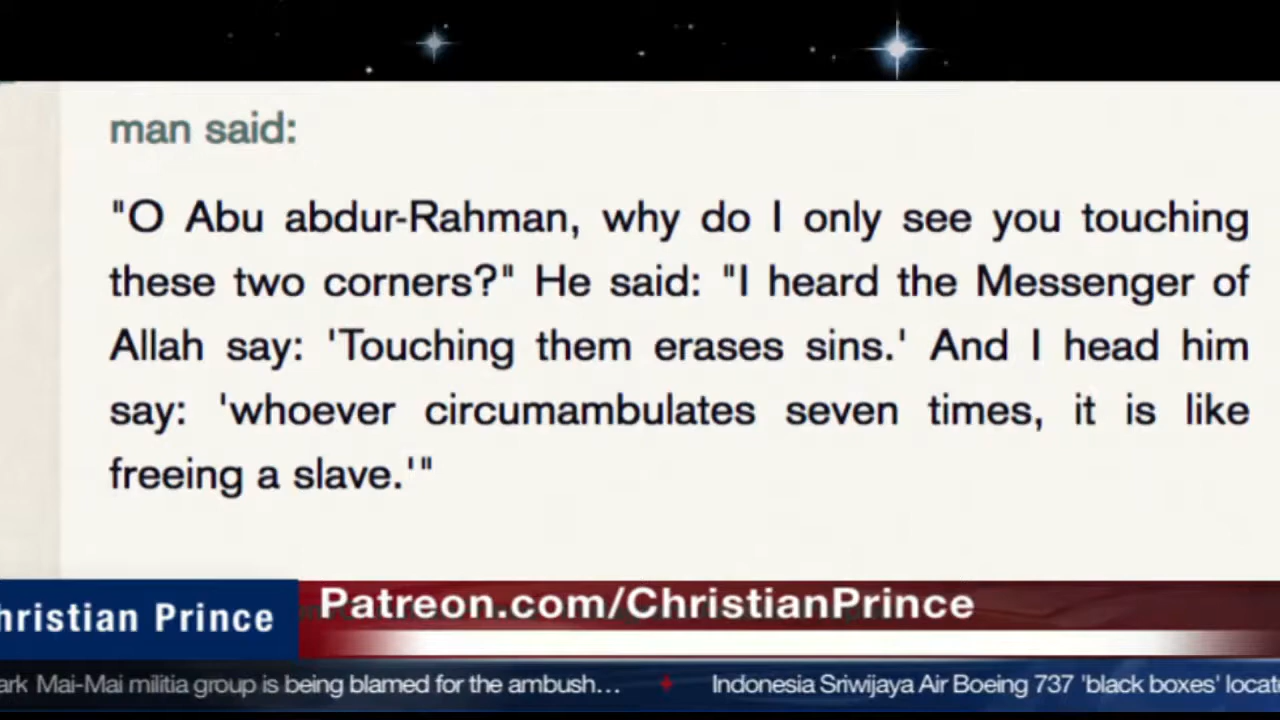 man said:
"O Abu abdur-Rahman, why do I only see you touching
these two corners?" He said: "I heard the Messenger of
Allah say: 'Touching them erases sins.' And I head him
say: 'whoever circumambulates seven times, it is like
freeing a slave.'"
hristian Prince
Patreon.com/ChristianPrince
ark Mai-Mai militia group is being blamed for the ambush... Indonesia Sriwijaya Air Boeing 737 'black boxes' locat